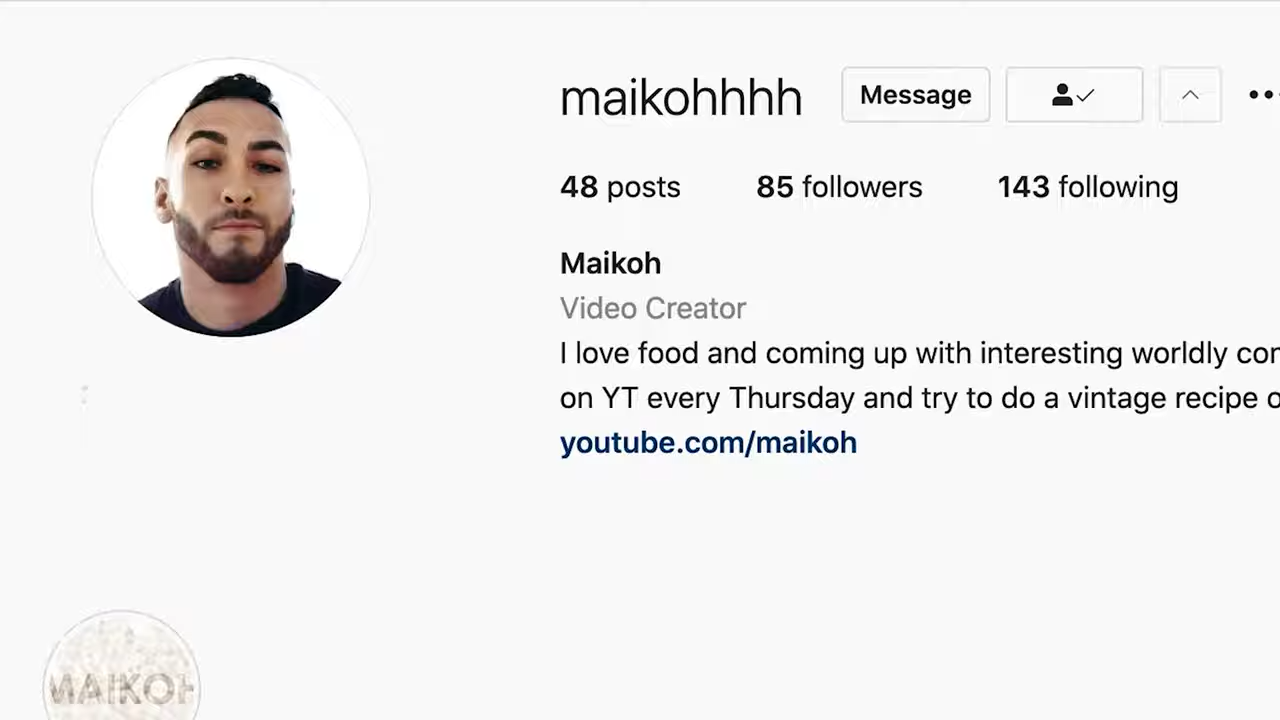 maikohhhh Message
48 posts 85 followers 143 following
Maikoh
Video Creator
I love food and coming up with interesting worldly
on YT every Thursday and try to do a vintage recipe
youtube.com/maikoh
MAIKOH